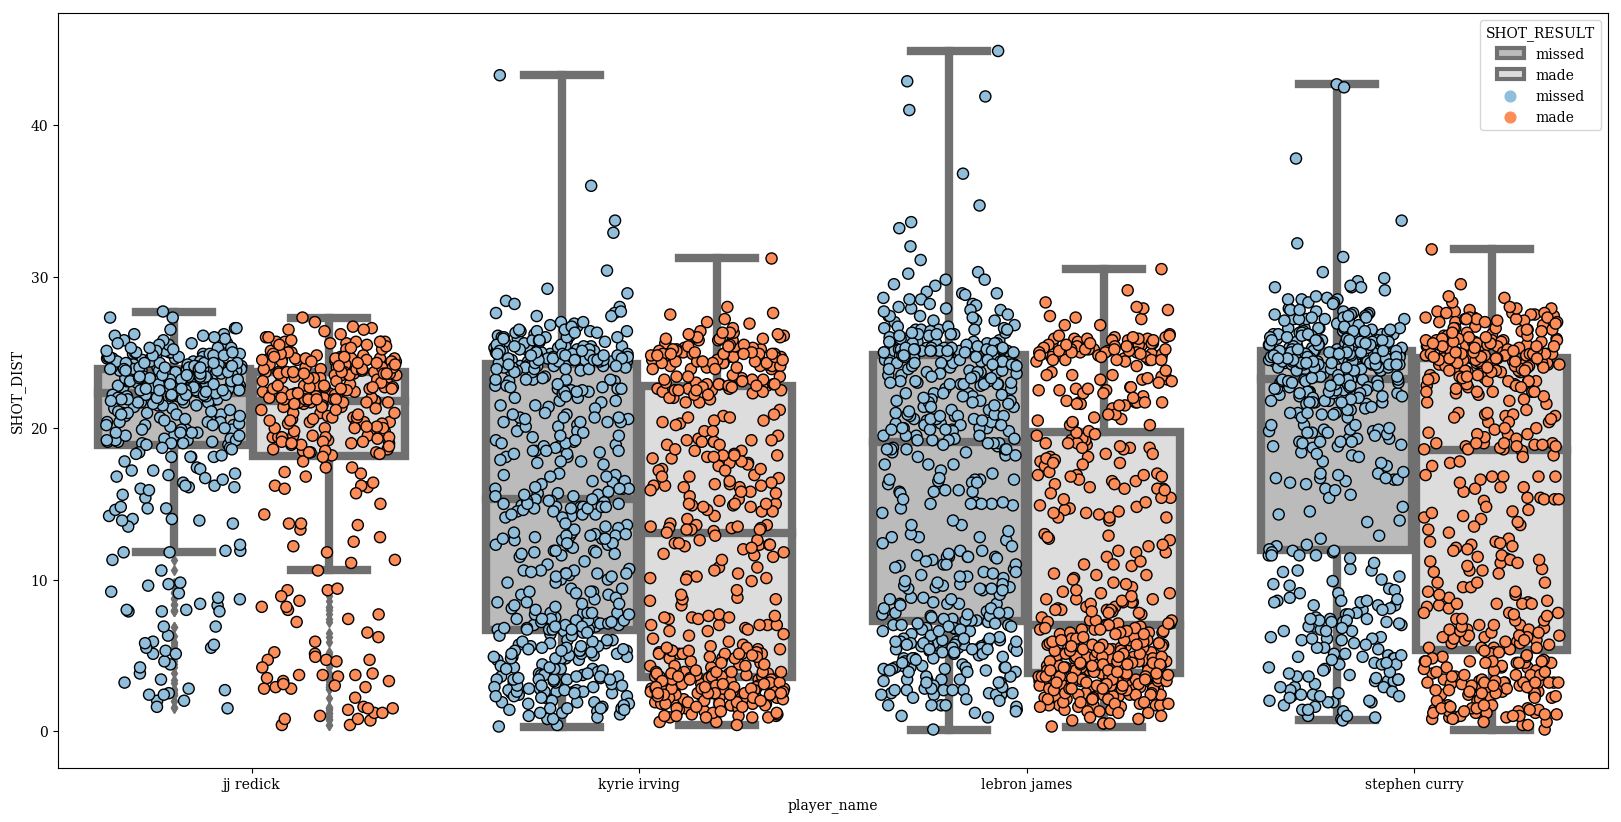 SHOT_RESULT
missed
made
missed
made
SHOT_DIST
40
30
20
10
0
jj redick
kyrie irving
lebron james
stephen curry
player_name